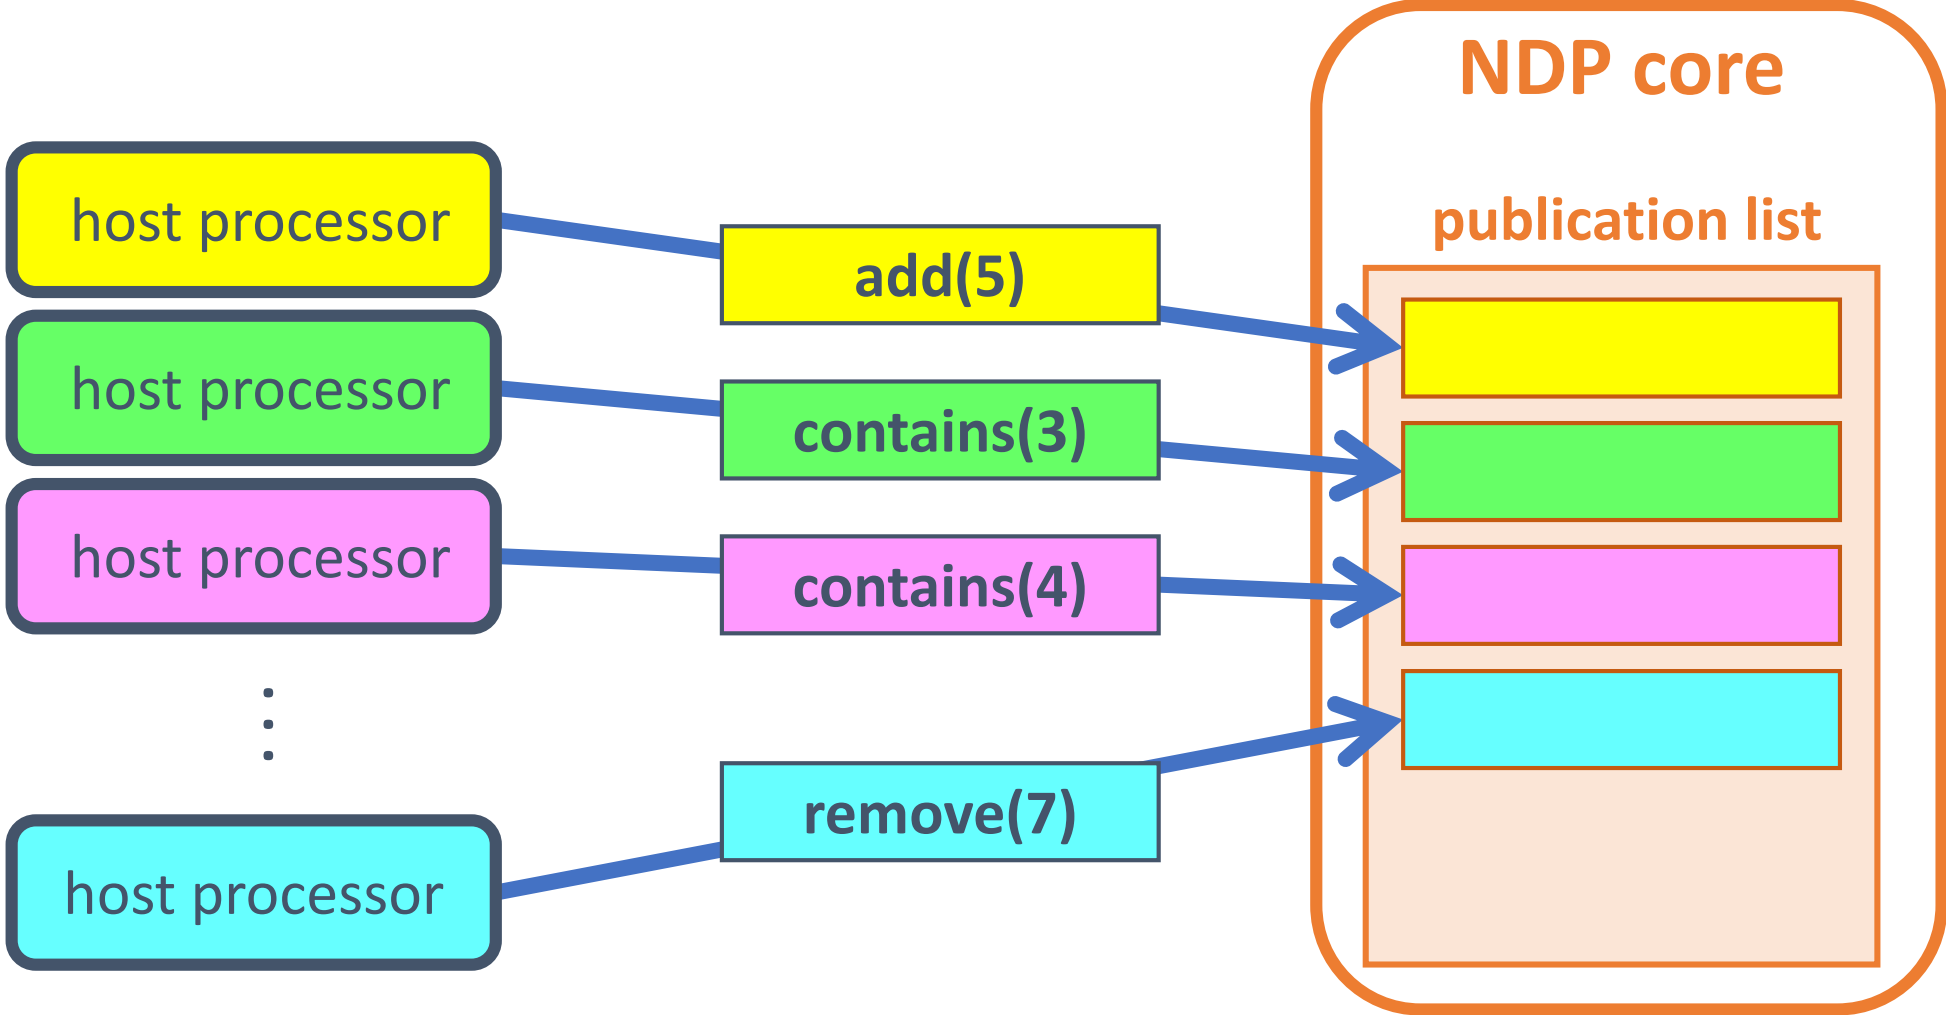 NDP core
publication list
host processor
add(5)
host processor
contains(3)
host processor
contains(4)
host processor
remove(7)